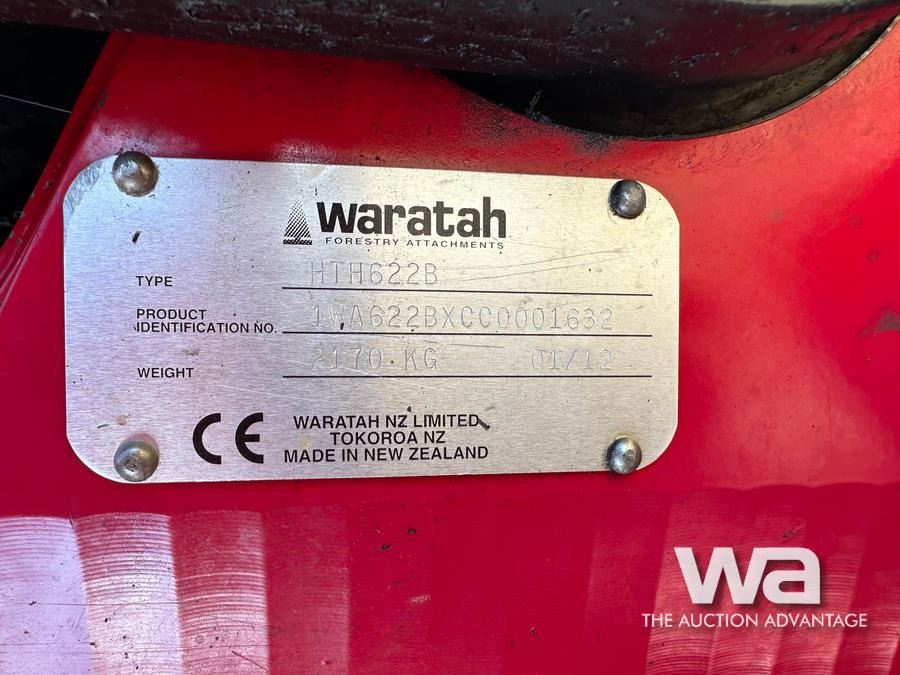 waratah
FORESTRY ATTACHMENTS
TYPE HTH622B
PRODUCT
IDENTIFICATION NO. 1WA622BXCC0001632
WEIGHT 2170 KG 01/12
CE WARATAH NZ LIMITED
TOKOROA NZ
MADE IN NEW ZEALAND
wa
THE AUCTION ADVANTAGE